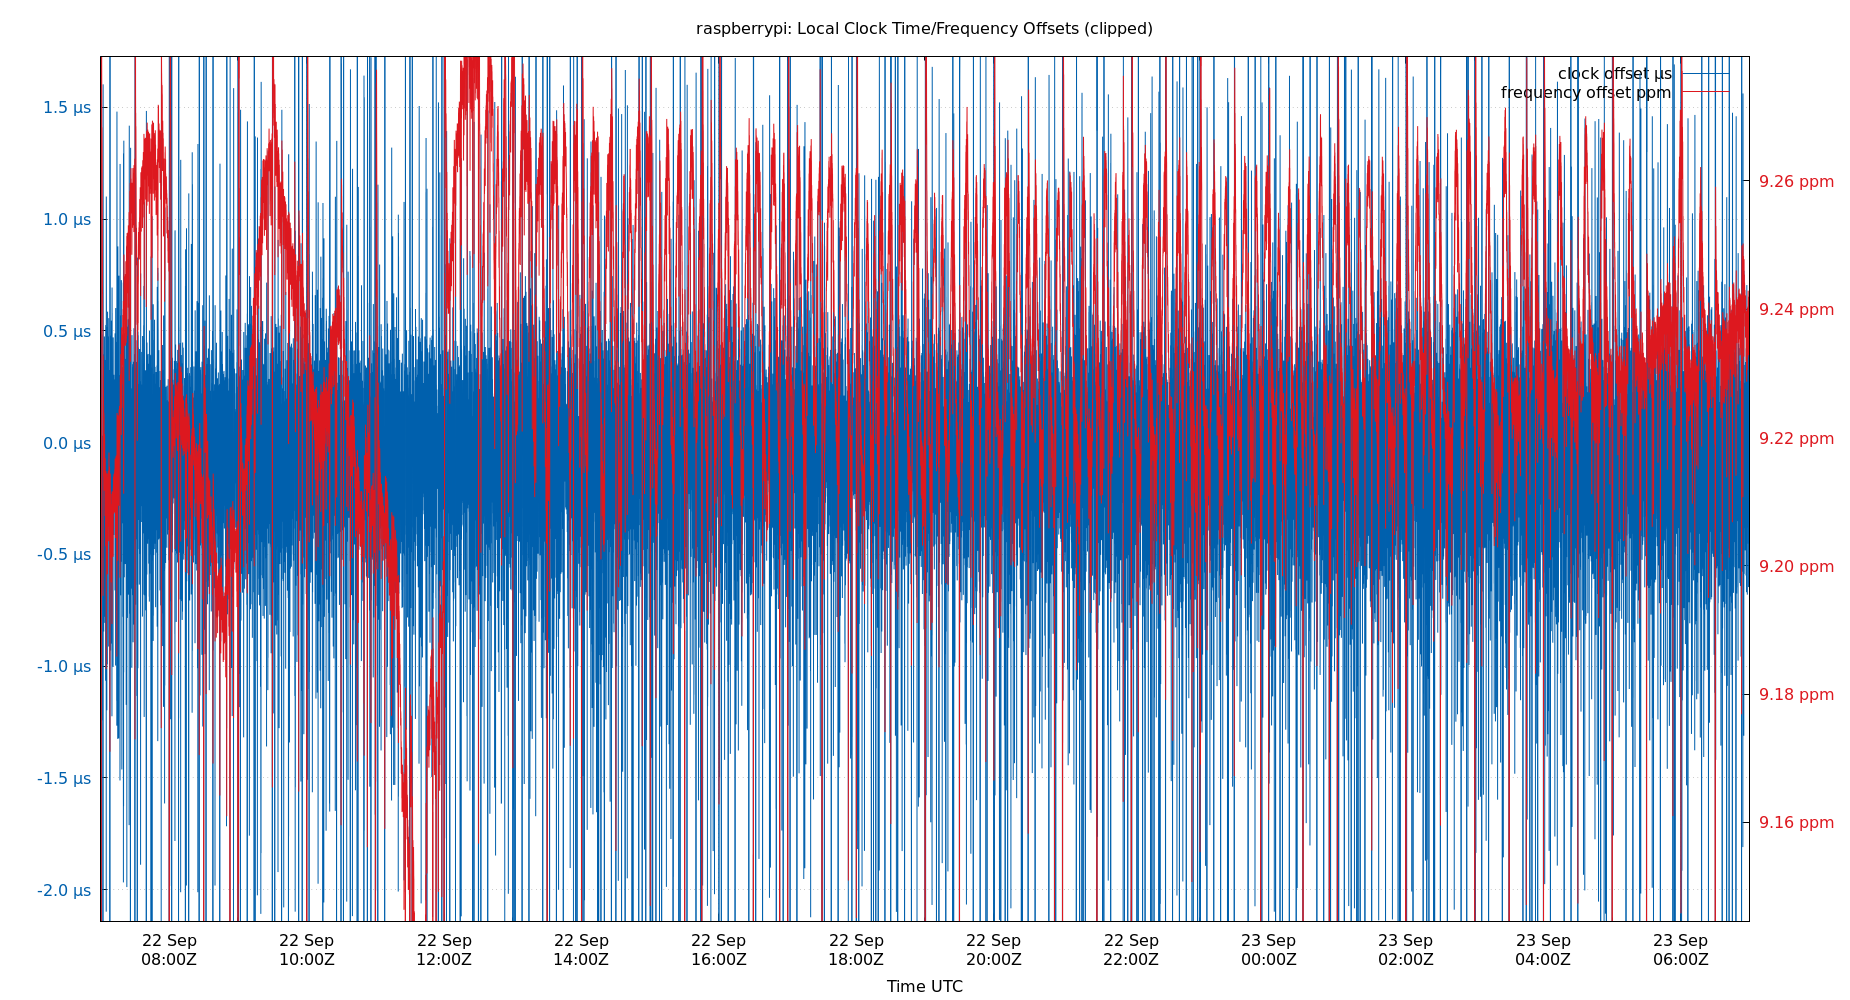 raspberrypi: Local Clock Time/Frequency Offsets (clipped)
clock offset µs
frequency offset ppm
1.5 µs
1.0 µs
0.5 µs
0.0 µs
-0.5 µs
-1.0 µs
-1.5 µs
-2.0 µs
9.26 ppm
9.24 ppm
9.22 ppm
9.20 ppm
9.18 ppm
9.16 ppm
22 Sep 22 Sep 22 Sep 22 Sep 22 Sep 22 Sep 22 Sep 22 Sep 23 Sep 23 Sep 23 Sep 23 Sep
08:00Z 10:00Z 12:00Z 14:00Z 16:00Z 18:00Z 20:00Z 22:00Z 00:00Z 02:00Z 04:00Z 06:00Z
Time UTC